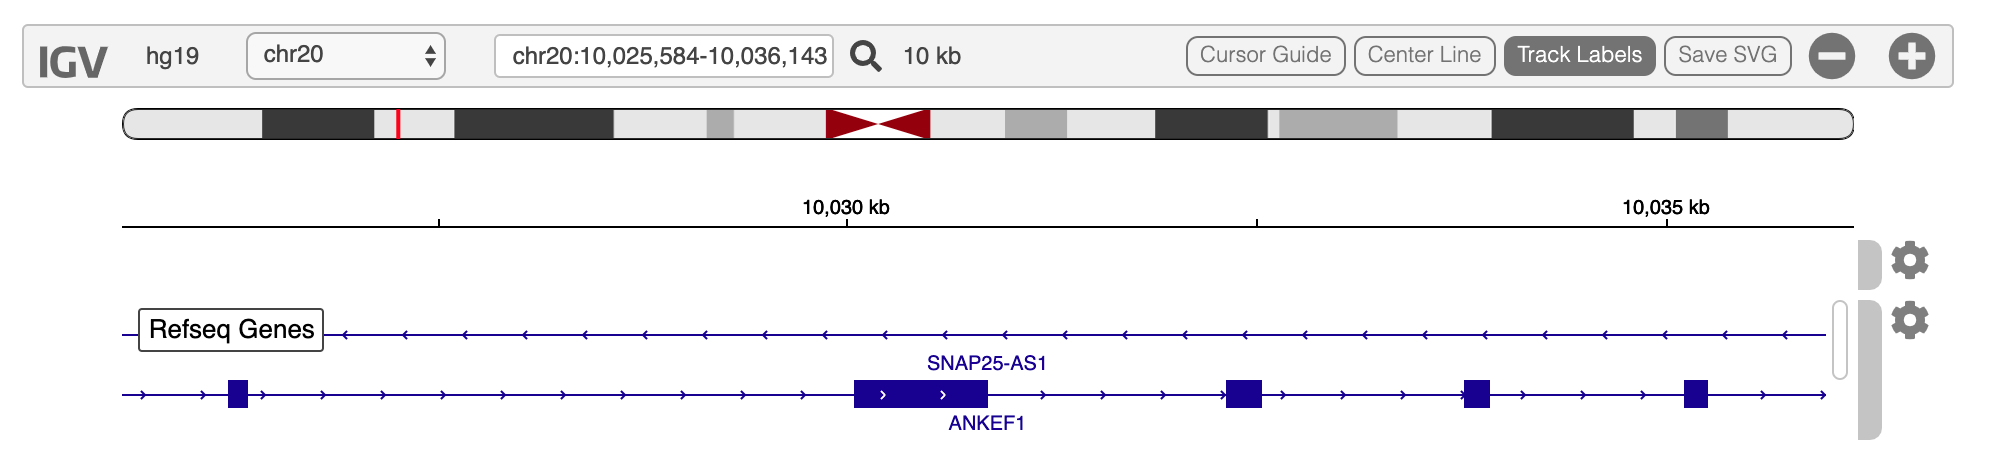 IGV hg19 chr20 chr20:10,025,584-10,036,143 10 kb Cursor Guide Center Line Track Labels Save SVG
10,030 kb 10,035 kb
Refseq Genes
SNAP25-AS1
ANKEF1